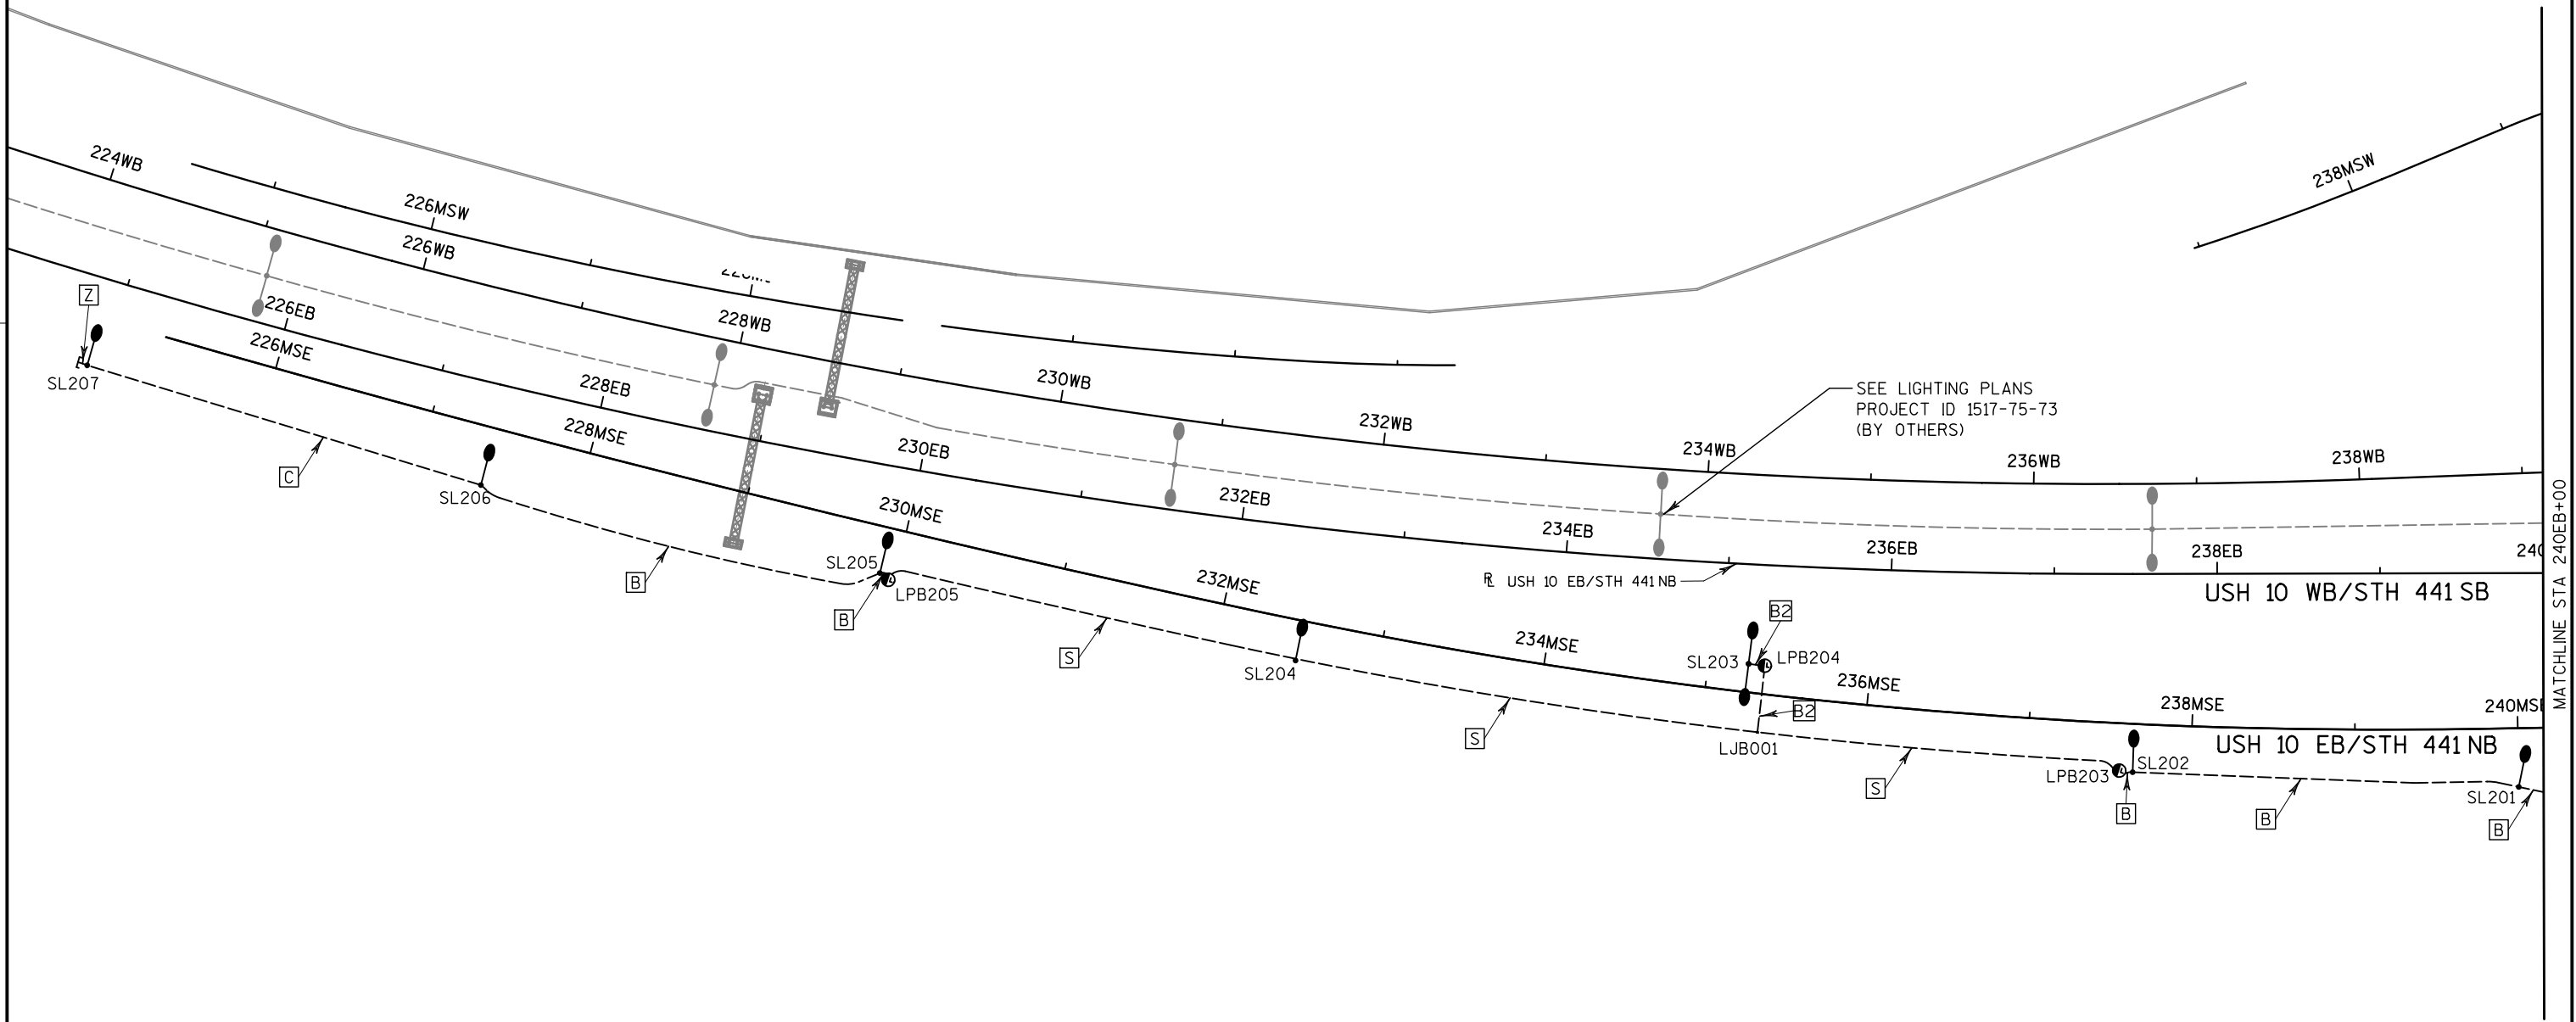 224WB
226MSW
226WB
Z
226EB
228WB
226MSE
230WB
SL207
228EB
SEE LIGHTING PLANS
PROJECT ID 1517-75-73
(BY OTHERS)
238MSW
232WB
228MSE
230EB
234WB
236WB
238WB
C
SL206
232EB
230MSE
234EB
236EB
238EB
240
SL205
B
LPB205
℞ USH 10 EB/STH 441 NB
232MSE
USH 10 WB/STH 441 SB
B
B2
S
SL204
234MSE
SL203
LPB204
236MSE
238MSE
240MSE
B2
S
LJB001
USH 10 EB/STH 441 NB
S
LPB203
SL202
B
B
SL201
B
MATCHLINE STA 240EB+00